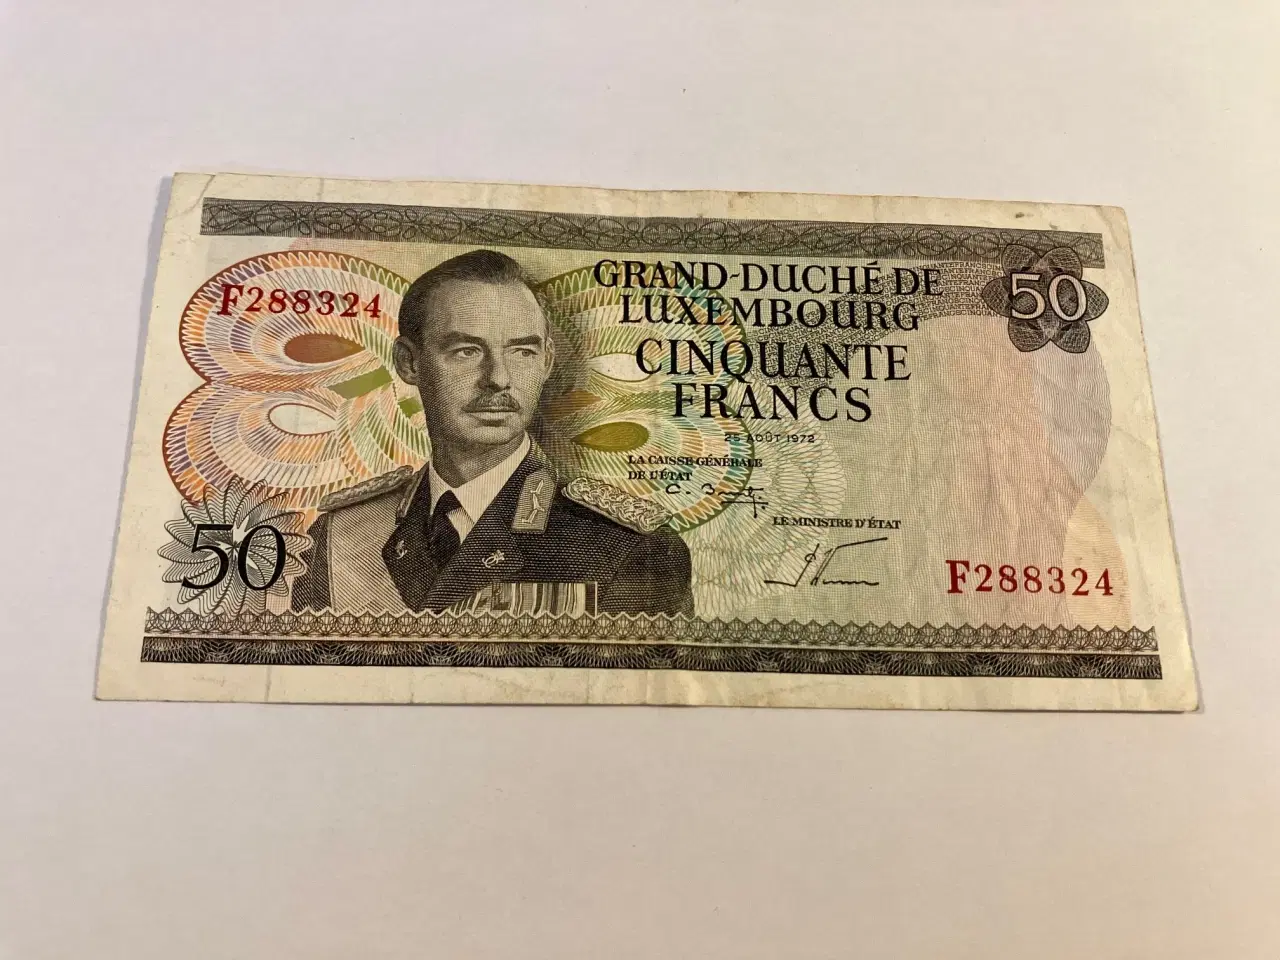 GRAND-DUCHÉ DE
LUXEMBOURG
50
F288324
CINQUANTE
FRANCS
25 AOÛT 1972
LA CAISSE GÉNÉRALE
DE L'ÉTAT
LE MINISTRE D'ÉTAT
50
F288324